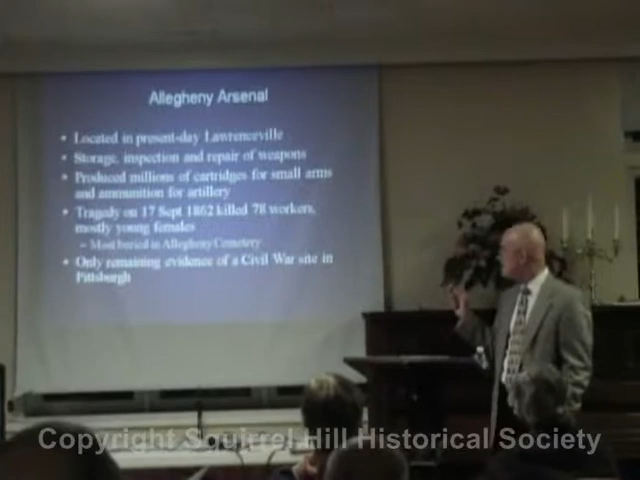 Allegheny Arsenal
• Located in present-day Lawrenceville
• Storage, inspection and repair of weapons
• Produced millions of cartridges for small arms
and ammunition for artillery
• Tragedy on 17 Sept 1862 killed 78 workers,
mostly young females
– Most buried in Allegheny Cemetery
• Only remaining evidence of a Civil War site in
Pittsburgh
Copyright Squirrel Hill Historical Society